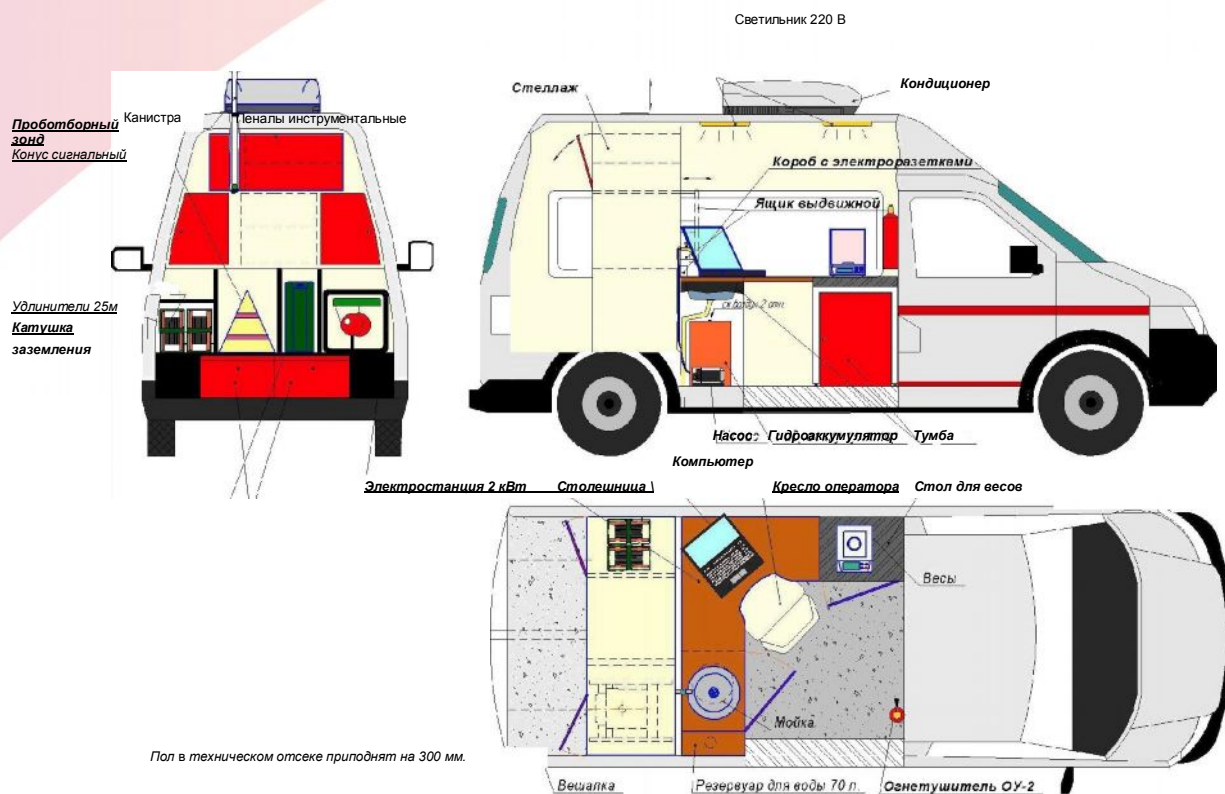 Светильник 220 В
Стеллаж
Кондиционер
Проботборный зонд
Канистра
Пеналы инструментальные
Конус сигнальный
Короб с электроразетками
Ящик выдвижной
Удлинители 25м
Катушка
заземления
Насос
Гидроаккумулятор
Тумба
Компьютер
Электростанция 2 кВт
Столешница \
Кресло оператора
Стол для весов
Весы
Мойка
Пол в техническом отсеке приподнят на 300 мм.
Вешалка
Резервуар для воды 70 л.
Огнетушитель ОУ-2